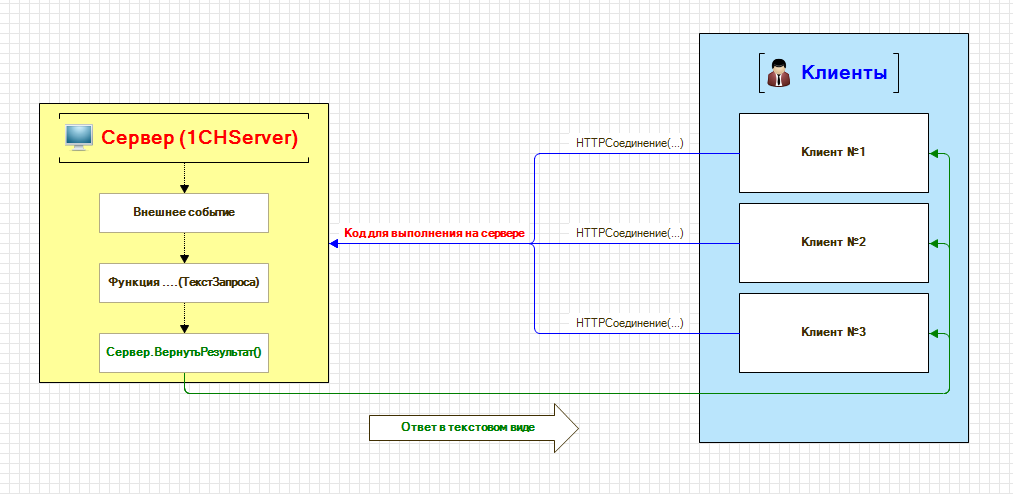 Клиенты
Сервер (1CHServer)
HTTPСоединение(...)
Клиент №1
Внешнее событие
Код для выполнения на сервере
HTTPСоединение(...)
Клиент №2
Функция ....(ТекстЗапроса)
HTTPСоединение(...)
Клиент №3
Сервер.ВернутьРезультат()
Ответ в текстовом виде